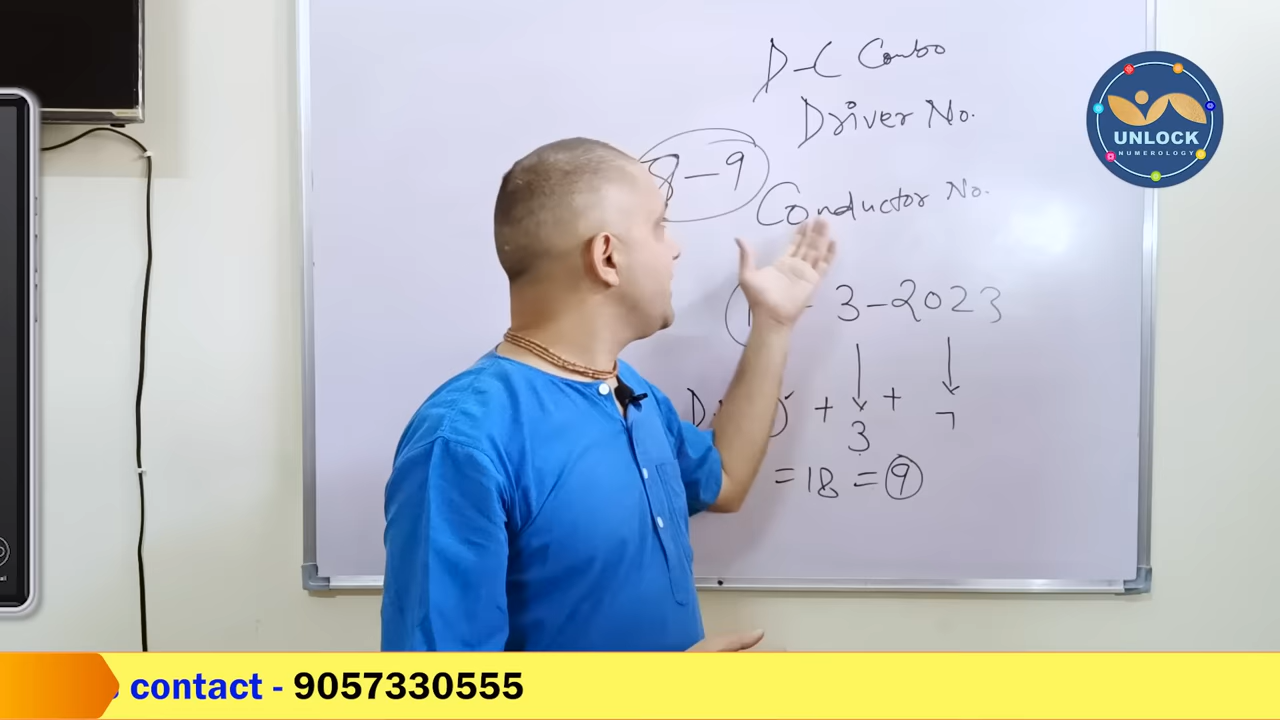 D-C Combo
Driver No.
8-9
Conductor No.
3-2023
+ 3 + 7
=18 = 9
UNLOCK
NUMEROLOGY
contact - 9057330555